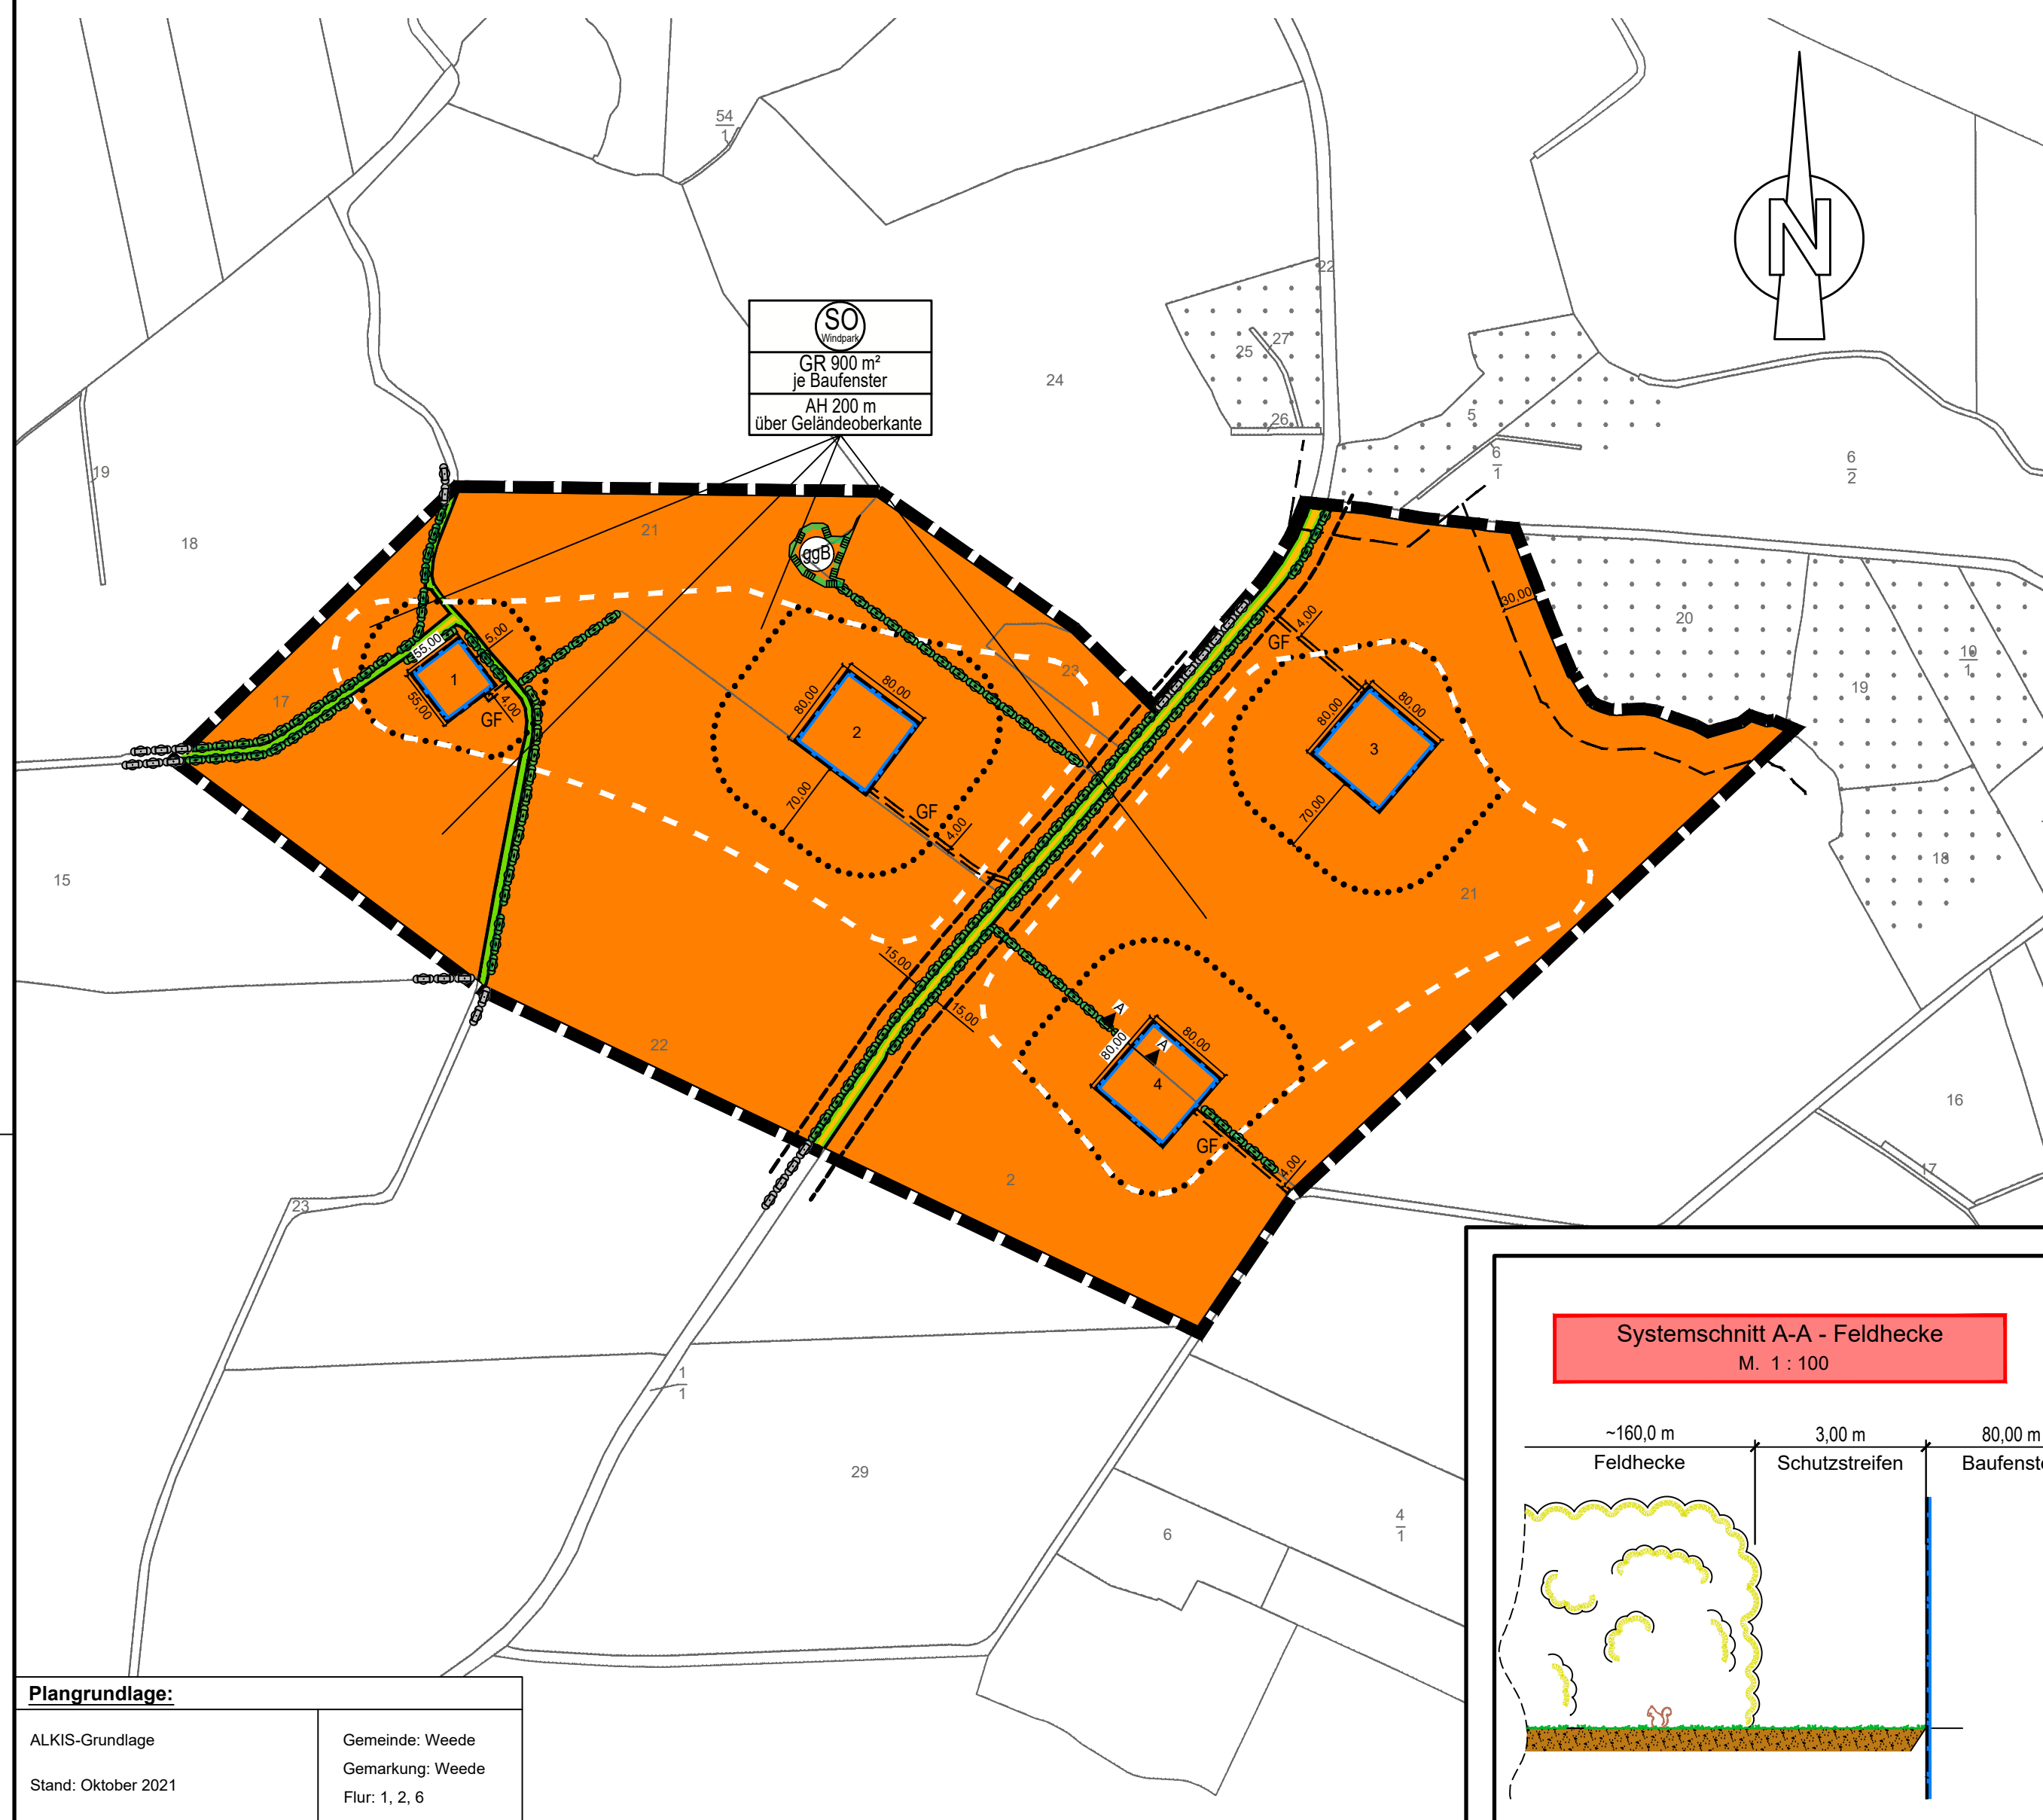 54
1
22
27
25
26
24
5
6
1
6
2
SO
Windpark
GR 900 m²
je Baufenster
AH 200 m
über Geländeoberkante
N
19
18
21
ggB
17
55,00
5,00
1
55,00
4,00
GF
23
80,00
80,00
2
70,00
GF
4,00
4,00
GF
80,00
80,00
3
70,00
30,00
20
10
1
19
18
21
15
15,00
15,00
A
80,00
80,00
A
4
GF
4,00
22
2
16
17
23
1
1
29
6
4
1
Systemschnitt A-A - Feldhecke
M. 1 : 100
~160,0 m
3,00 m
80,00 m
Feldhecke
Schutzstreifen
Plangrundlage:
ALKIS-Grundlage
Stand: Oktober 2021
Gemeinde: Weede
Gemarkung: Weede
Flur: 1, 2, 6